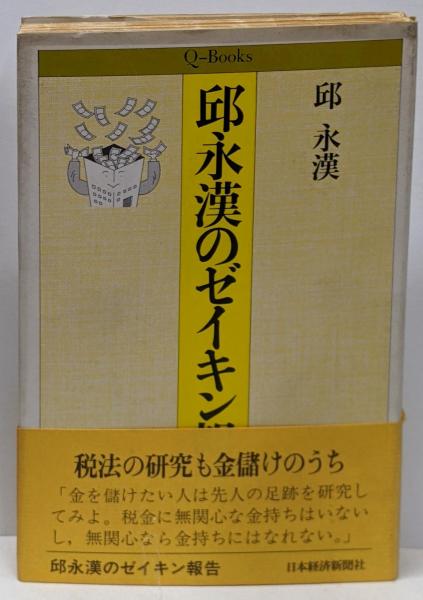 Q-Books
邱永漢のゼイキン
邱 永漢
税法の研究も金儲けのうち
「金を儲けたい人は先人の足跡を研究し
てみよ。税金に無関心な金持ちはいない
し，無関心なら金持ちにはなれない。」
邱永漢のゼイキン報告
日本経済新聞社